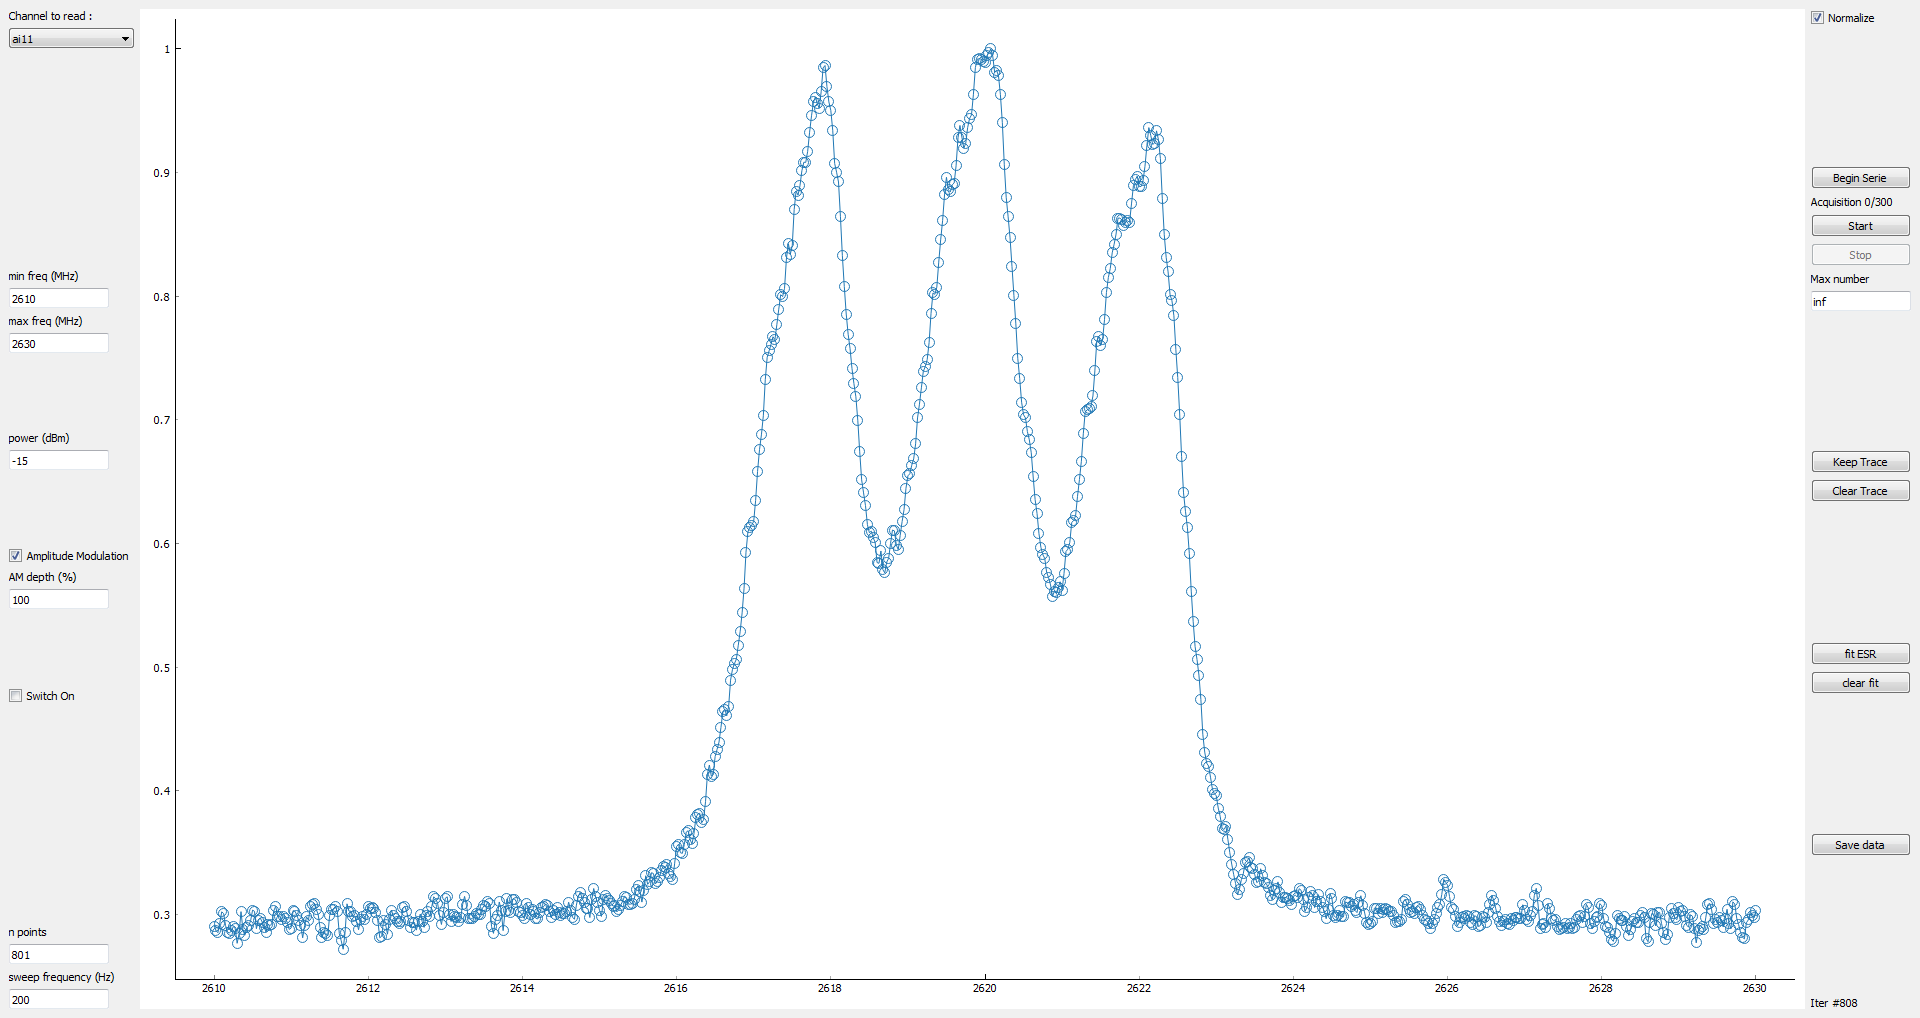 Channel to read :
ai11
min freq (MHz)
2610
max freq (MHz)
2630
power (dBm)
-15
Amplitude Modulation
AM depth (%)
100
Switch On
n points
801
sweep frequency (Hz)
200
1
0.9
0.8
0.7
0.6
0.5
0.4
0.3
2610 2612 2614 2616 2618 2620 2622 2624 2626 2628 2630
Normalize
Begin Serie
Acquisition 0/300
Start
Stop
Max number
inf
Keep Trace
Clear Trace
fit ESR
clear fit
Save data
Iter #808